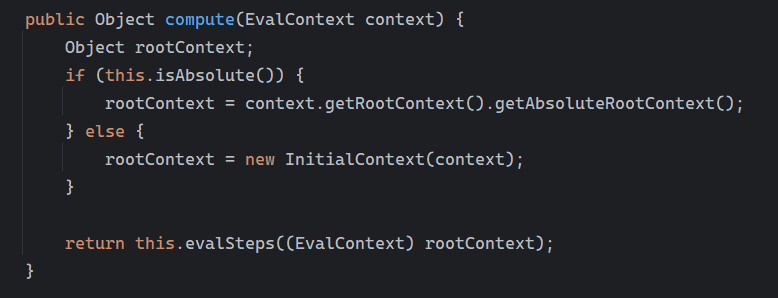 public Object compute(EvalContext context) {
    Object rootContext;
    if (this.isAbsolute()) {
        rootContext = context.getRootContext().getAbsoluteRootContext();
    } else {
        rootContext = new InitialContext(context);
    }

    return this.evalSteps((EvalContext) rootContext);
}